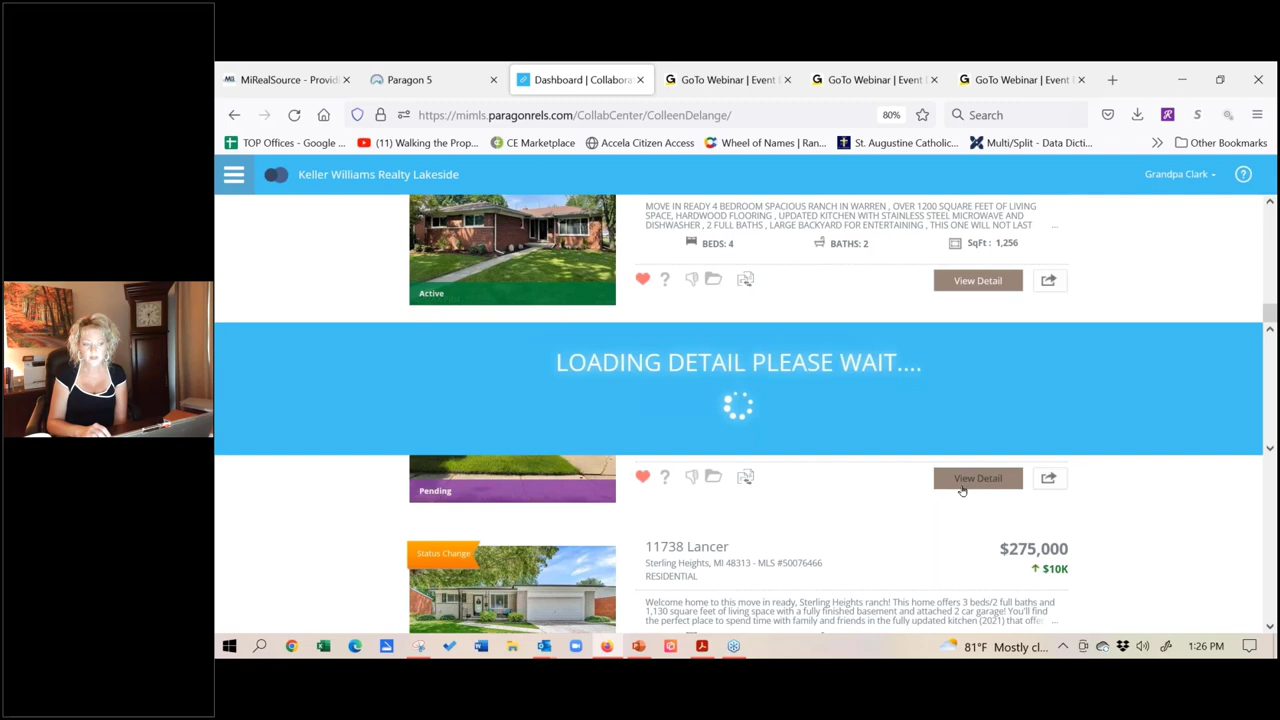 MiRealSource - Providi
Paragon 5
Dashboard | Collabora
GoTo Webinar | Event
GoTo Webinar | Event
GoTo Webinar | Event
https://mimls.paragonrels.com/CollabCenter/ColleenDelange/
80%
Search
TOP Offices - Google ...
(11) Walking the Prop...
CE Marketplace
Accela Citizen Access
Wheel of Names | Ran...
St. Augustine Catholic...
Multi/Split - Data Dicti...
Other Bookmarks
Keller Williams Realty Lakeside
Grandpa Clark
MOVE IN READY 4 BEDROOM SPACIOUS RANCH IN WARREN , OVER 1200 SQUARE FEET OF LIVING
SPACE, HARDWOOD FLOORING , UPDATED KITCHEN WITH STAINLESS STEEL MICROWAVE AND
DISHWASHER , 2 FULL BATHS , LARGE BACKYARD FOR ENTERTAINING , THIS ONE WILL NOT LAST ...
BEDS: 4
BATHS: 2
SqFt : 1,256
View Detail
Active
LOADING DETAIL PLEASE WAIT....
View Detail
Pending
Status Change
11738 Lancer
$275,000
Sterling Heights, MI 48313 - MLS #50076466
$10K
RESIDENTIAL
Welcome home to this move in ready, Sterling Heights ranch! This home offers 3 beds/2 full baths and
1,130 square feet of living space with a fully finished basement and attached 2 car garage! You'll find
the perfect place to spend time with family and friends in the fully updated kitchen (2021) that offe ...
81°F Mostly cl...
1:26 PM